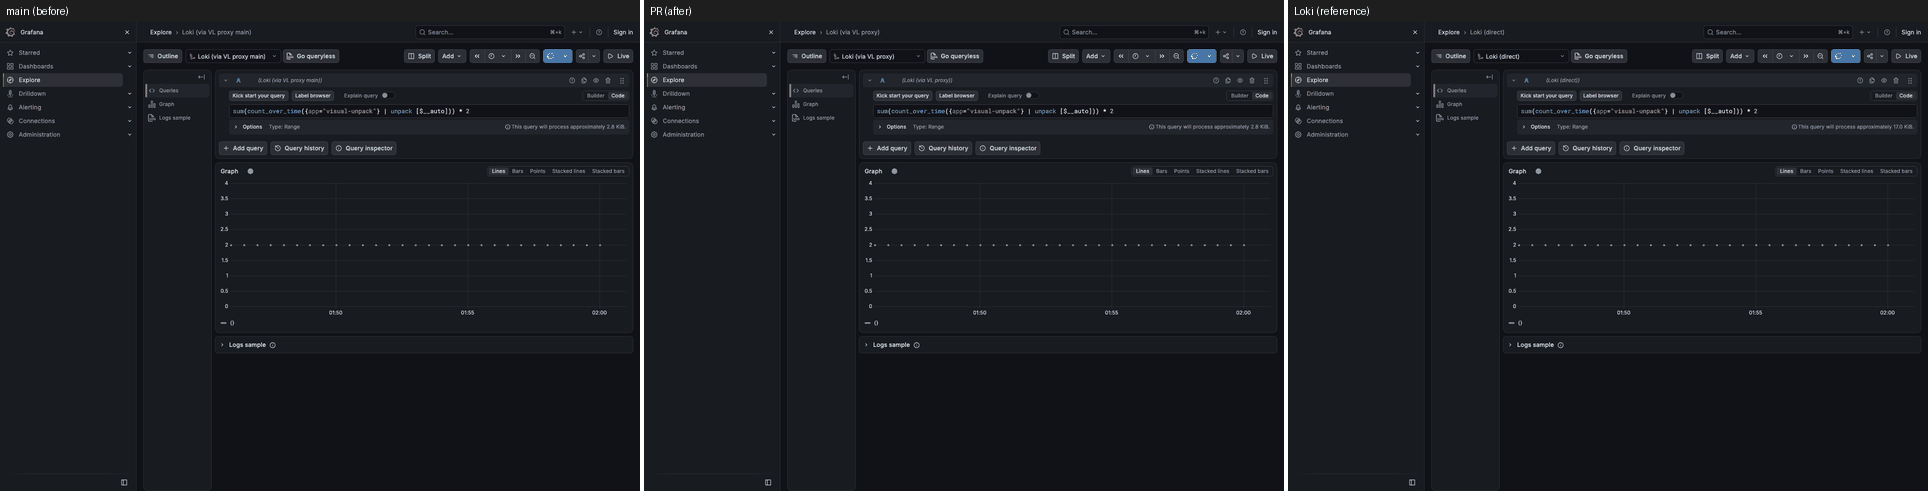 main (before)
Grafana
Starred
Dashboards
Explore
Drilldown
Alerting
Connections
Administration
Explore › Loki (via VL proxy main)
Search... ⌘+k
Sign in
Outline Loki (via VL proxy main) Go queryless Split Add Live
Queries
Graph
Logs sample
A (Loki (via VL proxy main))
Kick start your query Label browser Explain query Builder Code
sum(count_over_time({app="visual-unpack"} | unpack [$__auto])) * 2
Options Type: Range This query will process approximately 2.8 KiB.
+ Add query Query history Query inspector
Graph Lines Bars Points Stacked lines Stacked bars
4
3.5
3
2.5
2
1.5
1
0.5
0
01:50 01:55 02:00
{}
Logs sample
PR (after)
Grafana
Starred
Dashboards
Explore
Drilldown
Alerting
Connections
Administration
Explore › Loki (via VL proxy)
Search... ⌘+k
Sign in
Outline Loki (via VL proxy) Go queryless Split Add Live
Queries
Graph
Logs sample
A (Loki (via VL proxy))
Kick start your query Label browser Explain query Builder Code
sum(count_over_time({app="visual-unpack"} | unpack [$__auto])) * 2
Options Type: Range This query will process approximately 2.8 KiB.
+ Add query Query history Query inspector
Graph Lines Bars Points Stacked lines Stacked bars
4
3.5
3
2.5
2
1.5
1
0.5
0
01:50 01:55 02:00
{}
Logs sample
Loki (reference)
Grafana
Starred
Dashboards
Explore
Drilldown
Alerting
Connections
Administration
Explore › Loki (direct)
Search... ⌘+k
Sign in
Outline Loki (direct) Go queryless Split Add Live
Queries
Graph
Logs sample
A (Loki (direct))
Kick start your query Label browser Explain query Builder Code
sum(count_over_time({app="visual-unpack"} | unpack [$__auto])) * 2
Options Type: Range This query will process approximately 17.0 KiB.
+ Add query Query history Query inspector
Graph Lines Bars Points Stacked lines Stacked bars
4
3.5
3
2.5
2
1.5
1
0.5
0
01:50 01:55 02:00
{}
Logs sample